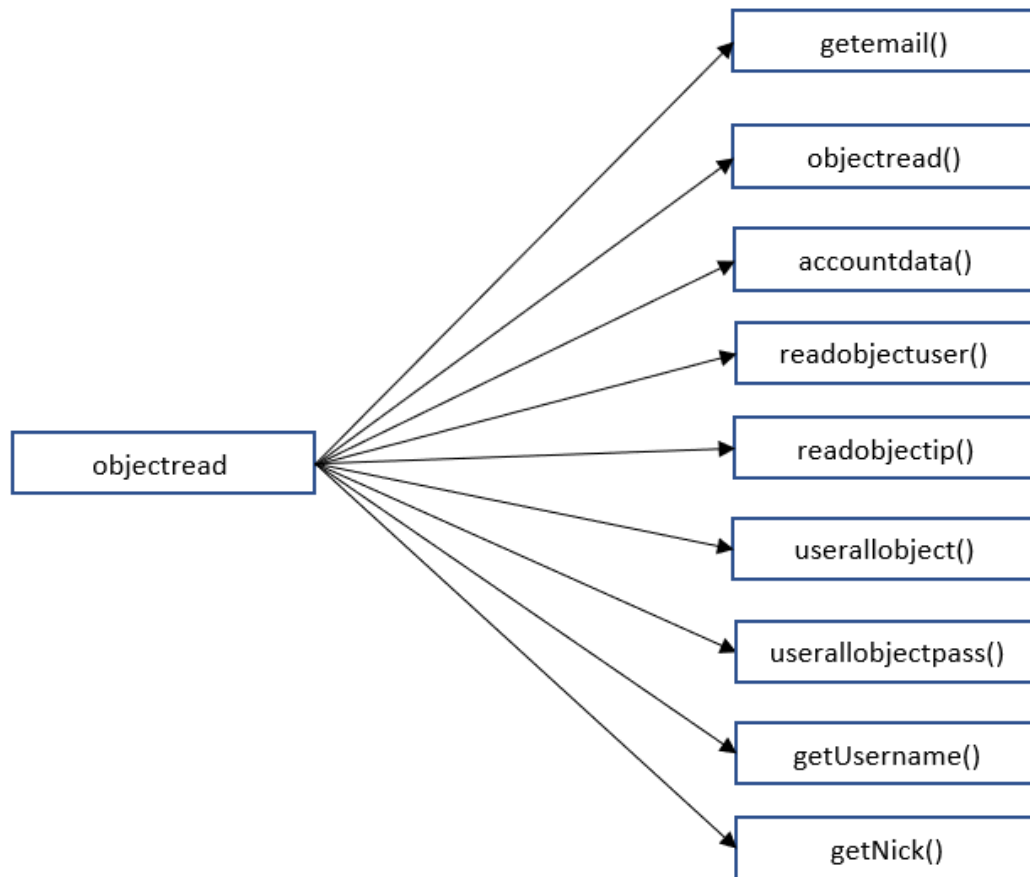 getemail()
objectread()
accountdata()
readobjectuser()
objectread
readobjectip()
userallobject()
userallobjectpass()
getUsername()
getNick()